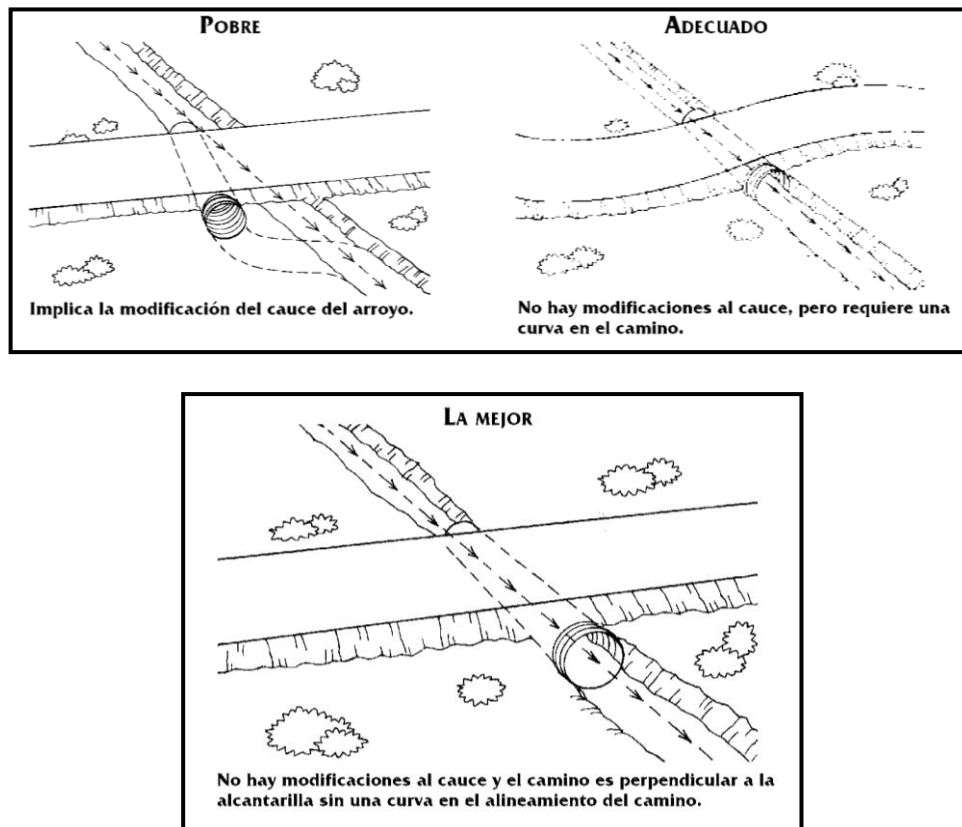 POBRE
ADECUADO
Implica la modificación del cauce del arroyo.
No hay modificaciones al cauce, pero requiere una
curva en el camino.
LA MEJOR
No hay modificaciones al cauce y el camino es perpendicular a la
alcantarilla sin una curva en el alineamiento del camino.